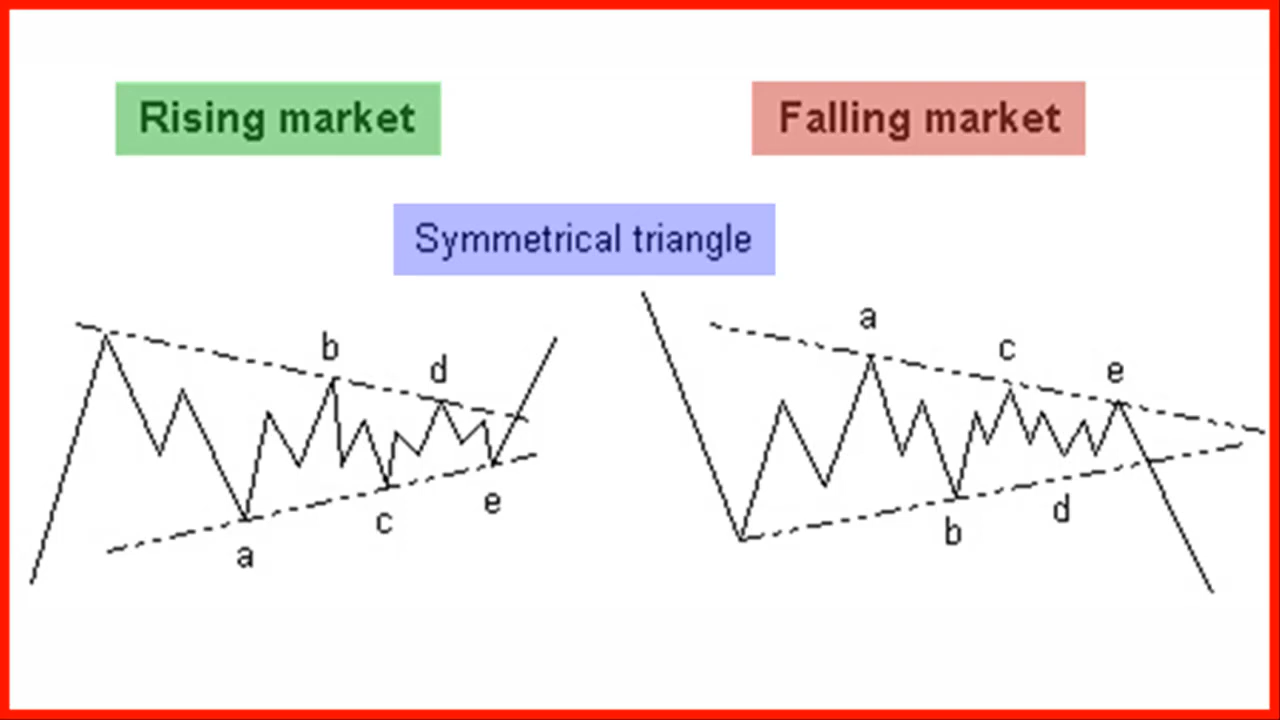 Rising market
Falling market
Symmetrical triangle
a
b
c
d
e
a
b
c
d
e